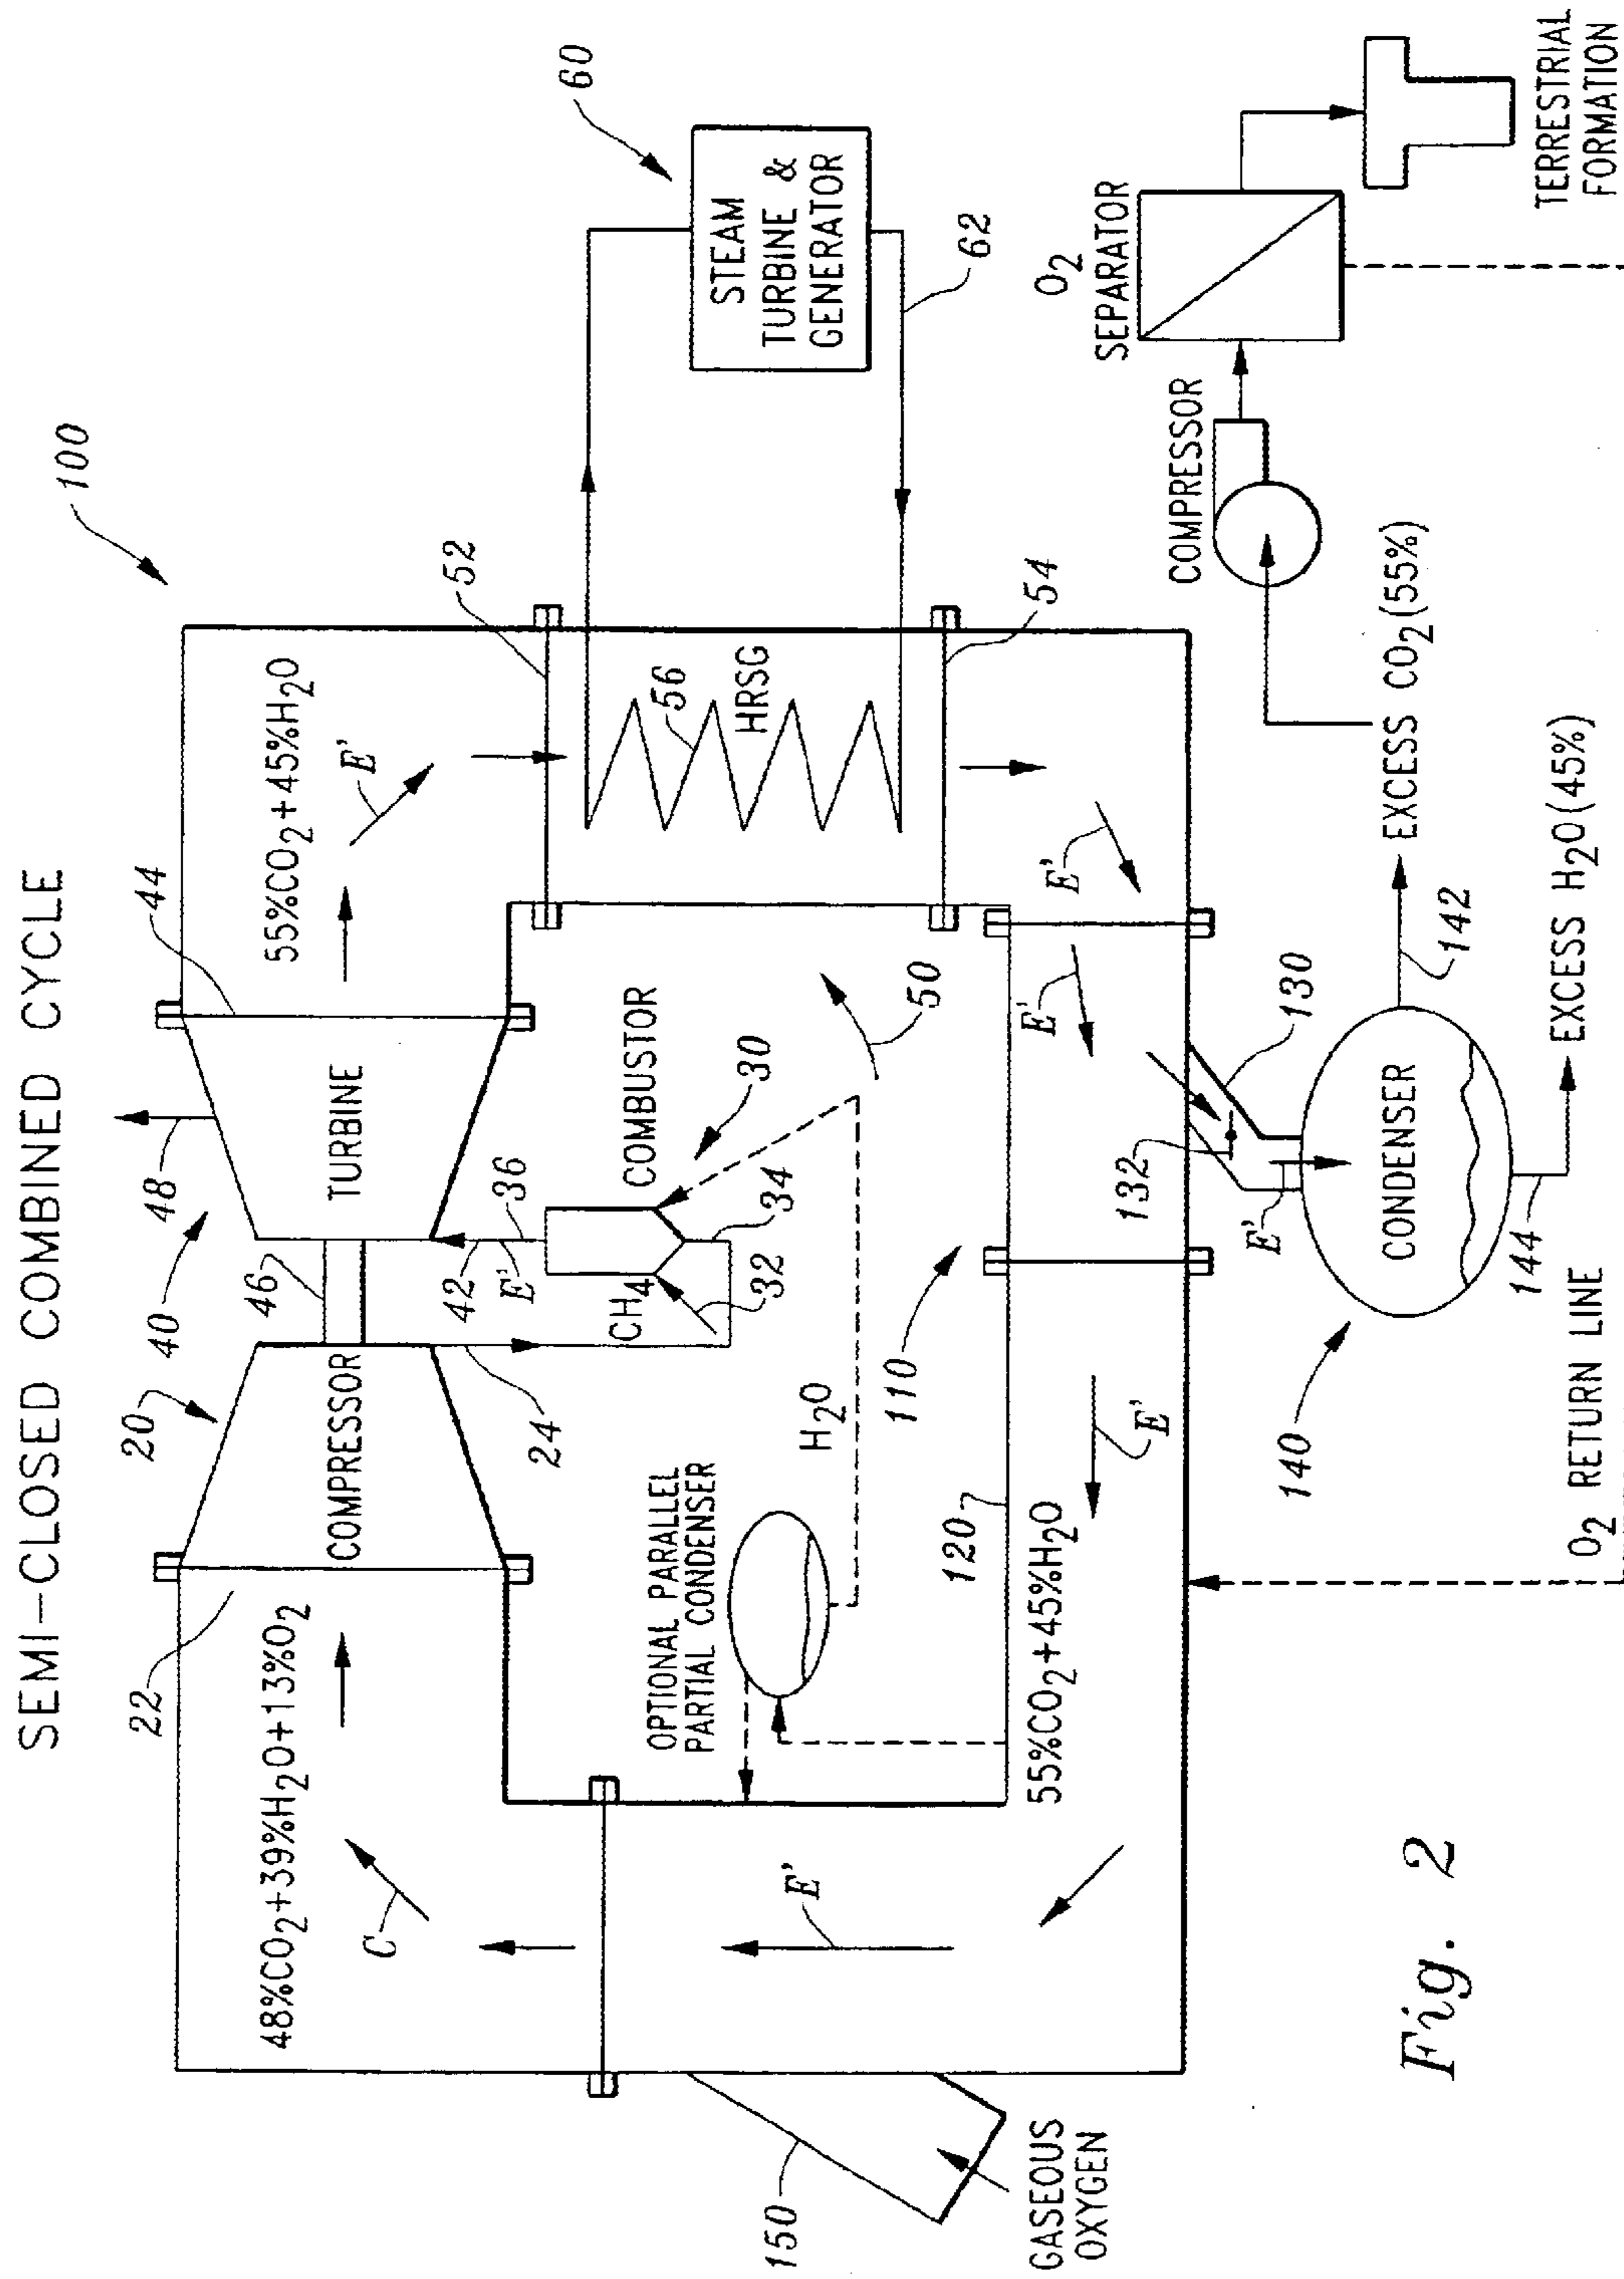 SEMI-CLOSED COMBINED CYCLE
100
20
40
48
44
22
46
COMPRESSOR
TURBINE
48%CO2+39%H2O+13%O2
55%CO2+45%H2O
C
E'
52
60
STEAM
TURBINE &
GENERATOR
62
56
HRSG
54
24
42
36
E'
CH4
32
34
30
COMBUSTOR
50
OPTIONAL PARALLEL
PARTIAL CONDENSER
H2O
110
120
E'
55%CO2+45%H2O
E'
E'
E'
150
GASEOUS
OXYGEN
132
130
E'
CONDENSER
140
142
144
EXCESS CO2(55%)
EXCESS H2O(45%)
COMPRESSOR
O2
SEPARATOR
TERRESTRIAL
FORMATION
O2 RETURN LINE
Fig. 2